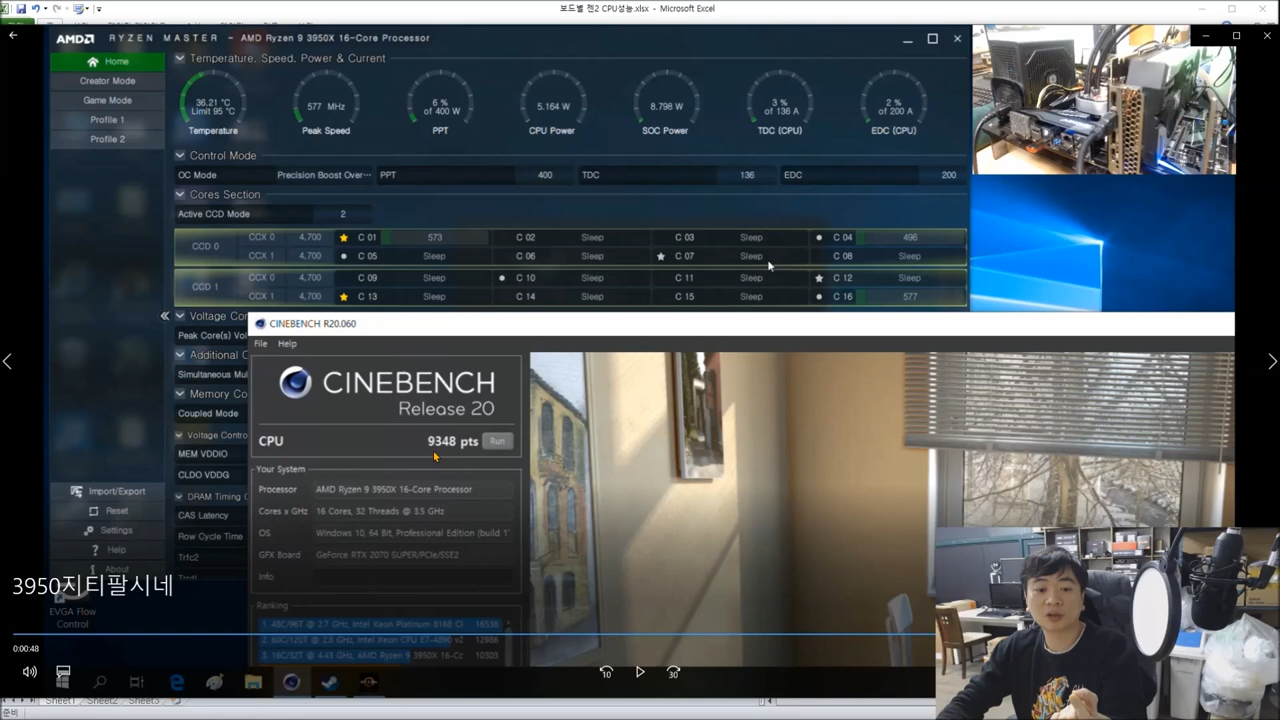 보드별 젠2 CPU성능.xlsx - Microsoft Excel
AMD RYZEN MASTER - AMD Ryzen 9 3950X 16-Core Processor
Home
Creator Mode
Game Mode
Profile 1
Profile 2
Temperature, Speed, Power & Current
36.21 °C
Limit 95 °C
Temperature
577 MHz
Peak Speed
6 %
of 400 W
PPT
5.164 W
CPU Power
8.798 W
SOC Power
3 %
of 136 A
TDC (CPU)
2 %
of 200 A
EDC (CPU)
Control Mode
OC Mode Precision Boost Over··· PPT 400 TDC 136 EDC 200
Cores Section
Active CCD Mode 2
CCD 0
CCX 0 4,700 C 01 573 C 02 Sleep C 03 Sleep C 04 496
CCX 1 4,700 C 05 Sleep C 06 Sleep C 07 Sleep C 08 Sleep
CCD 1
CCX 0 4,700 C 09 Sleep C 10 Sleep C 11 Sleep C 12 Sleep
CCX 1 4,700 C 13 Sleep C 14 Sleep C 15 Sleep C 16 577
Voltage Con
Peak Core(s) Vol
Additional C
Simultaneous Mul
Memory Co
Coupled Mode
Voltage Contro
MEM VDDIO
CLDO VDDG
DRAM Timing C
CAS Latency
Row Cycle Time
Trfc2
Import/Export
Reset
Settings
Help
About
CINEBENCH R20.060
File Help
CINEBENCH
Release 20
CPU 9348 pts Run
Your System
Processor AMD Ryzen 9 3950X 16-Core Processor
Cores x GHz 16 Cores, 32 Threads @ 3.5 GHz
OS Windows 10, 64 Bit, Professional Edition (build 1
GFX Board GeForce RTX 2070 SUPER/PCIe/SSE2
Info
Ranking
1. 48C/96T @ 2.7 GHz, Intel Xeon Platinum 8168 C 16536
2. 60C/120T @ 2.8 GHz, Intel Xeon CPU E7-4890 v2 12986
3. 16C/32T @ 4.43 GHz, AMD Ryzen 9 3950X 16-Co 10303
3950지티팔시네
EVGA Flow
Control
0:00:48
10
30
Sheet1 Sheet2 Sheet3
준비